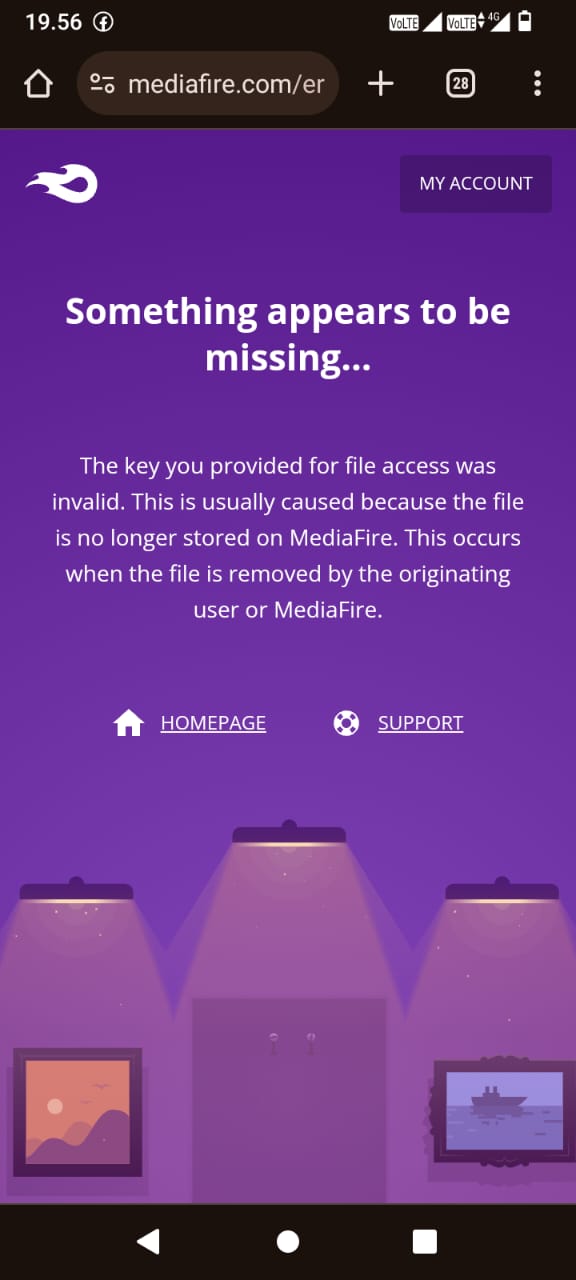 19.56
VoLTE VoLTE 4G
mediafire.com/er
28
MY ACCOUNT
Something appears to be
missing...
The key you provided for file access was
invalid. This is usually caused because the file
is no longer stored on MediaFire. This occurs
when the file is removed by the originating
user or MediaFire.
HOMEPAGE
SUPPORT